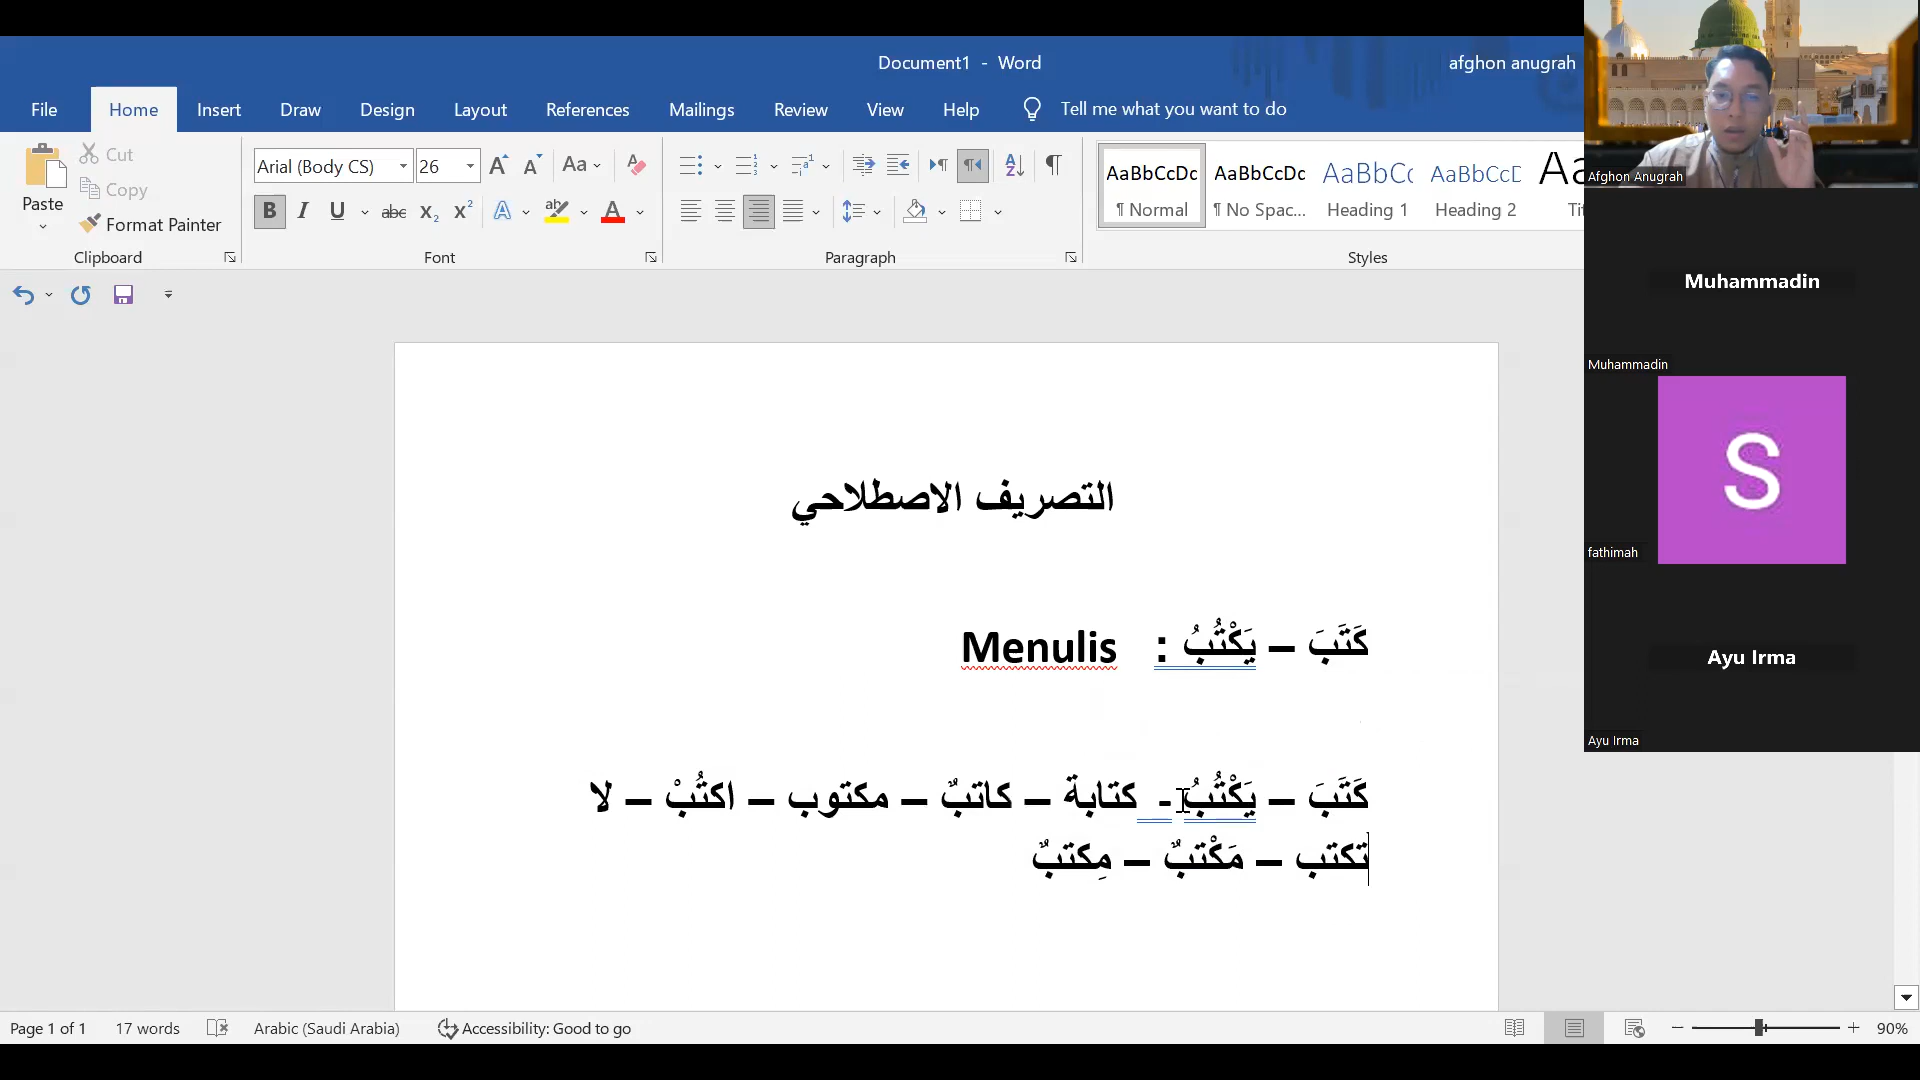 Document1 - Word
afghon anugrah
File Home Insert Draw Design Layout References Mailings Review View Help Tell me what you want to do
Paste
Cut
Copy
Format Painter
Clipboard
Arial (Body CS) 26
Font
Paragraph
AaBbCcDc AaBbCcDc AaBbCc AaBbCcD
¶ Normal ¶ No Spac... Heading 1 Heading 2
Styles
التصريف الاصطلاحي
كَتَبَ – يَكْتُبُ : Menulis
كَتَبَ – يَكْتُبُ - كتابة – كاتبٌ – مكتوب – اكتُبْ – لا
تكتب – مَكْتبٌ – مِكتبٌ
Page 1 of 1 17 words Arabic (Saudi Arabia) Accessibility: Good to go 90%
Afghon Anugrah
Muhammadin
Muhammadin
S
fathimah
Ayu Irma
Ayu Irma